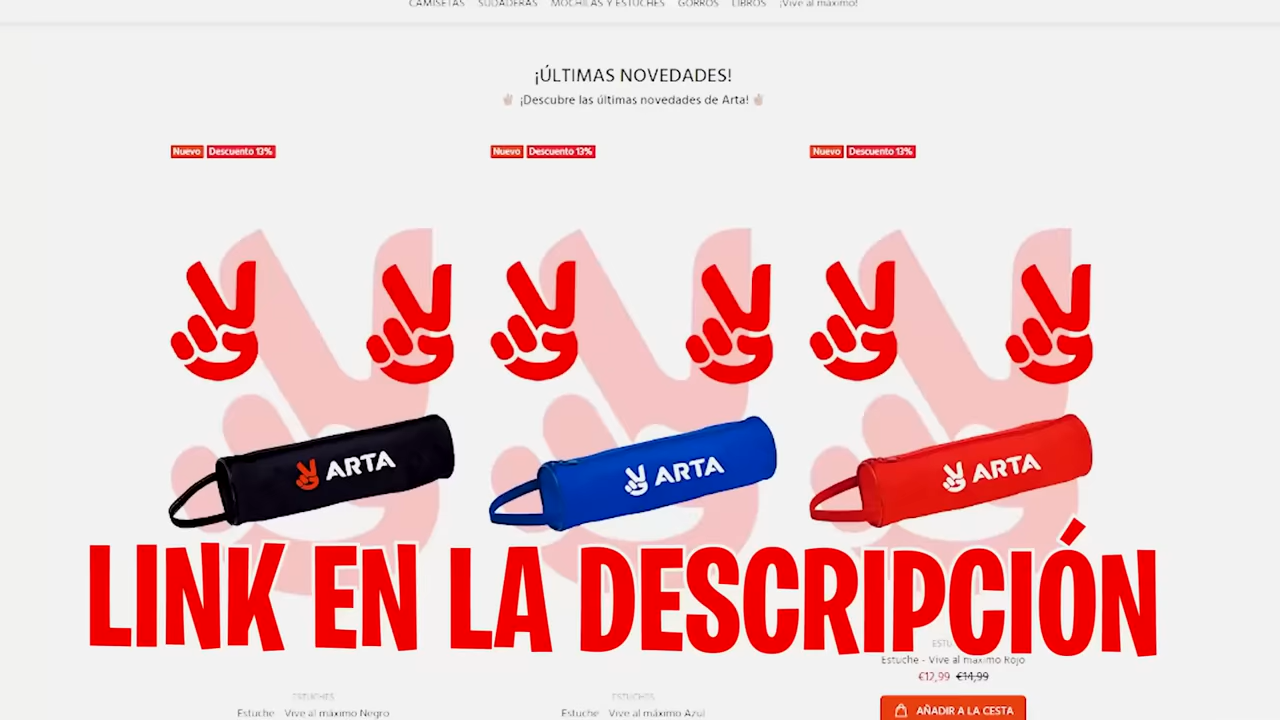 CAMISETAS SUDADERAS MOCHILAS Y ESTUCHES GORROS LIBROS ¡Vive al máximo!
¡ÚLTIMAS NOVEDADES!
¡Descubre las últimas novedades de Arta!
Nuevo Descuento 13% Nuevo Descuento 13% Nuevo Descuento 13%
ARTA ARTA ARTA
LINK EN LA DESCRIPCIÓN
Estuche - Vive al máximo Rojo
€12,99 €14,99
ESTUCHES ESTUCHES
AÑADIR A LA CESTA
Estuche Vive al máximo Negro Estuche Vive al máximo Azul